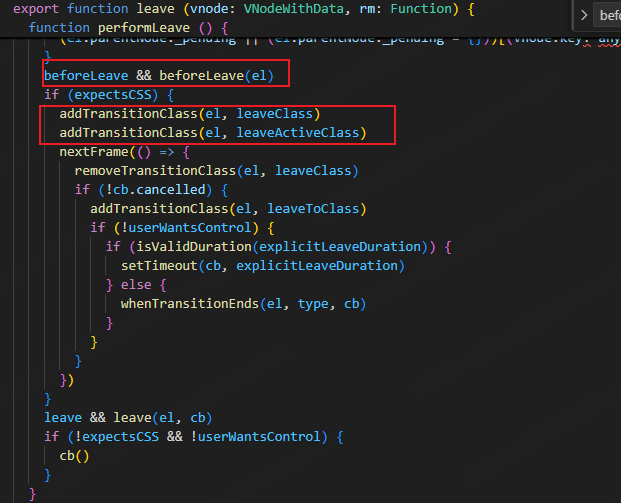 export function leave (vnode: VNodeWithData, rm: Function) {
function performLeave () {
(el.parentNode._pending || (el.parentNode._pending = {}))[(vnode.key: any
}
beforeLeave && beforeLeave(el)
if (expectsCSS) {
addTransitionClass(el, leaveClass)
addTransitionClass(el, leaveActiveClass)
nextFrame(() => {
removeTransitionClass(el, leaveClass)
if (!cb.cancelled) {
addTransitionClass(el, leaveToClass)
if (!userWantsControl) {
if (isValidDuration(explicitLeaveDuration)) {
setTimeout(cb, explicitLeaveDuration)
} else {
whenTransitionEnds(el, type, cb)
}
}
}
})
}
leave && leave(el, cb)
if (!expectsCSS && !userWantsControl) {
cb()
}
}
> befo